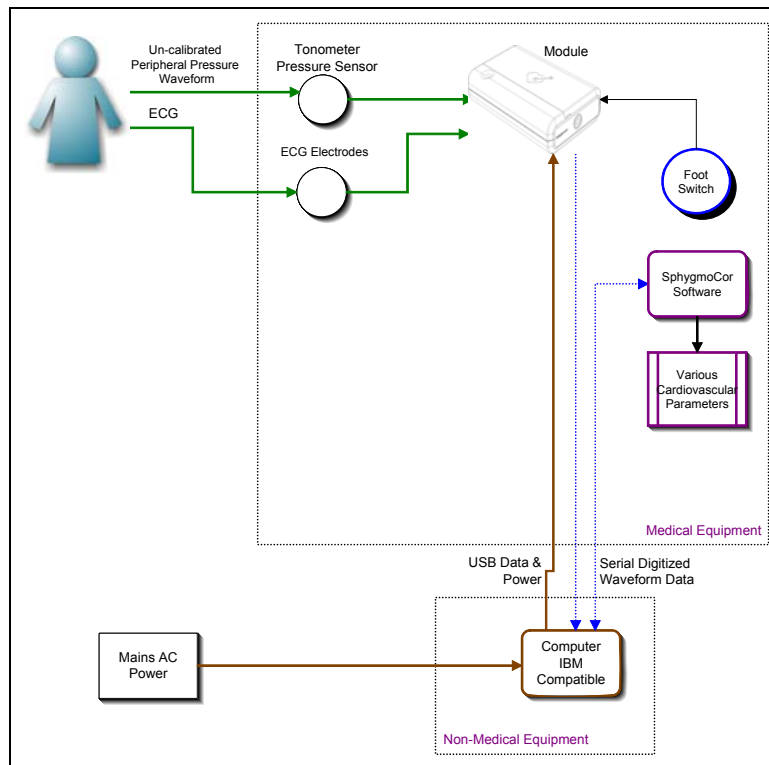 Un-calibrated
Peripheral Pressure
Waveform
Tonometer
Pressure Sensor
Module
ECG
ECG Electrodes
Foot
Switch
SphygmoCor
Software
Various
Cardiovascular
Parameters
Medical Equipment
USB Data &
Power
Serial Digitized
Waveform Data
Mains AC
Power
Computer
IBM
Compatible
Non-Medical Equipment